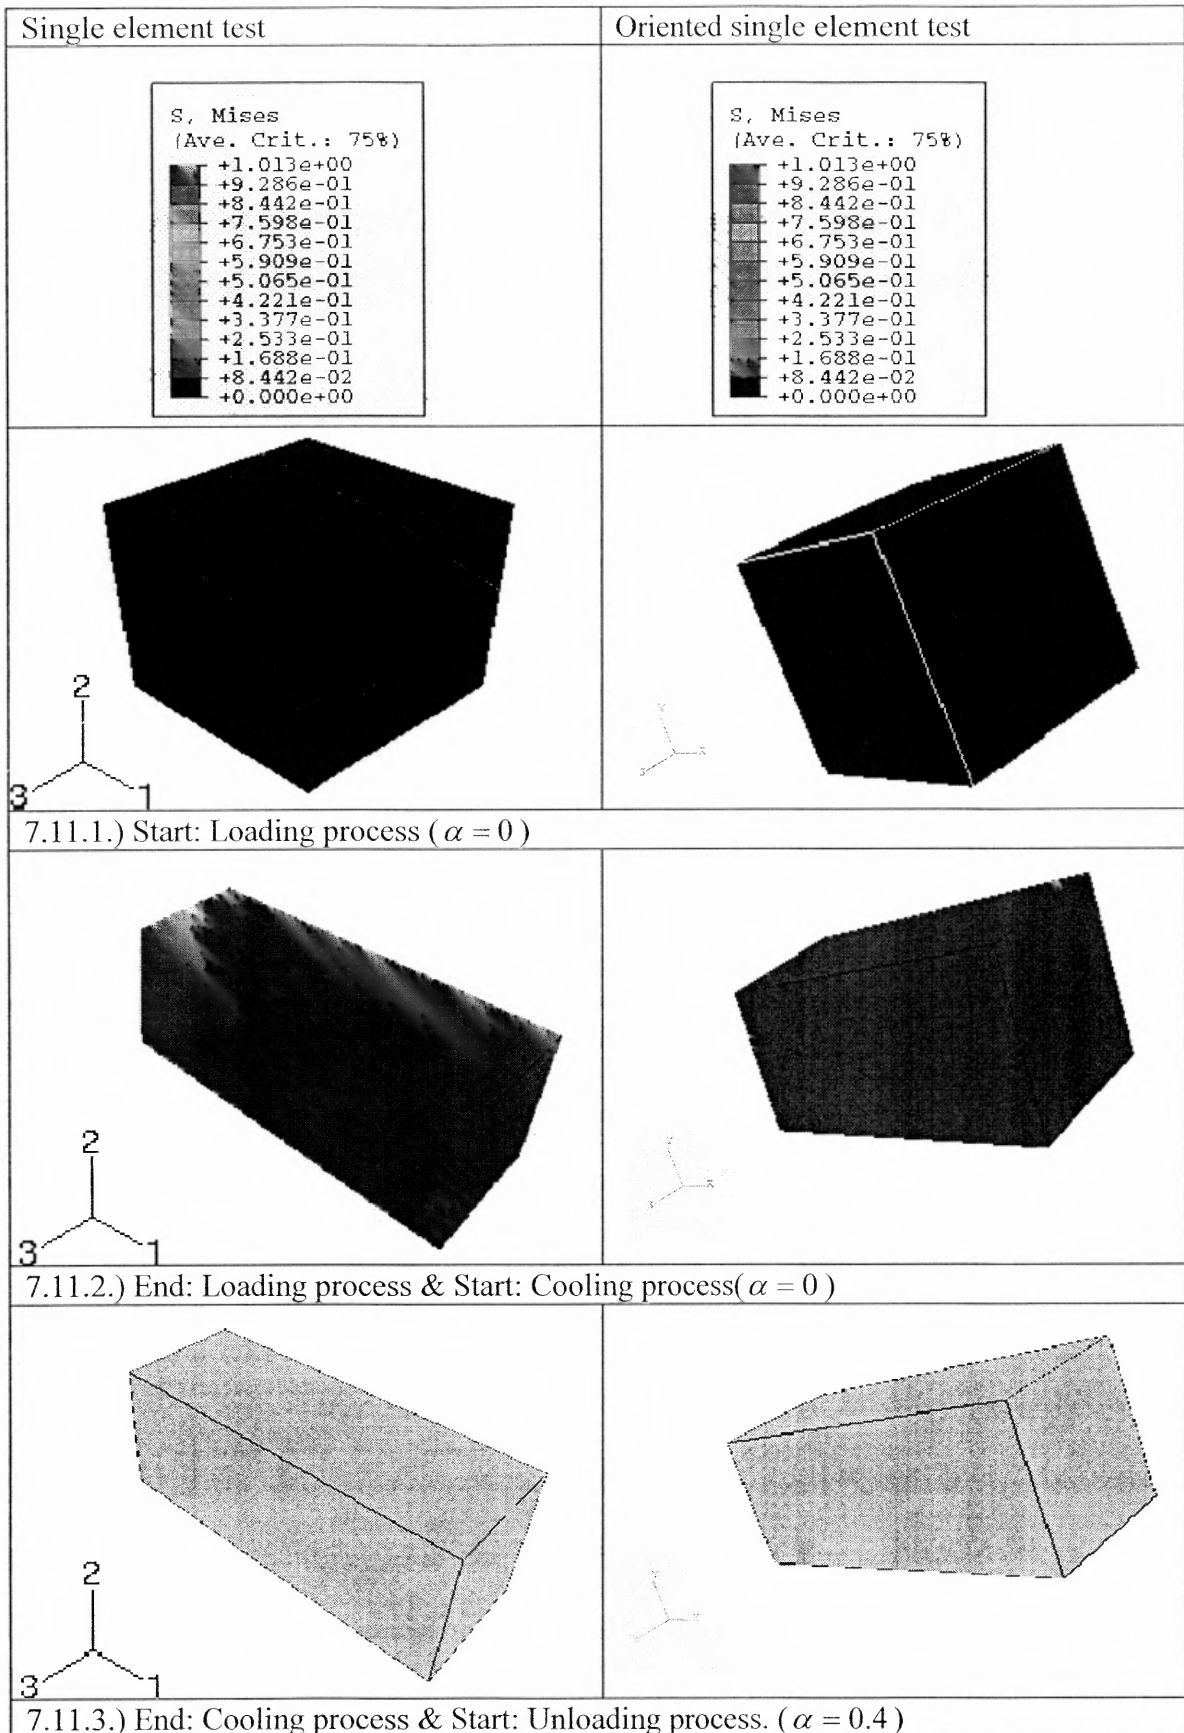 Single element test
Oriented single element test
S, Mises
(Ave. Crit.: 75%)
+1.013e+00
+9.286e-01
+8.442e-01
+7.598e-01
+6.753e-01
+5.909e-01
+5.065e-01
+4.221e-01
+3.377e-01
+2.533e-01
+1.688e-01
+8.442e-02
+0.000e+00
S, Mises
(Ave. Crit.: 75%)
+1.013e+00
+9.286e-01
+8.442e-01
+7.598e-01
+6.753e-01
+5.909e-01
+5.065e-01
+4.221e-01
+3.377e-01
+2.533e-01
+1.688e-01
+8.442e-02
+0.000e+00
2
3 1
7.11.1.) Start: Loading process ( α = 0 )
2
3 1
7.11.2.) End: Loading process & Start: Cooling process( α = 0 )
2
3 1
7.11.3.) End: Cooling process & Start: Unloading process. ( α = 0.4 )